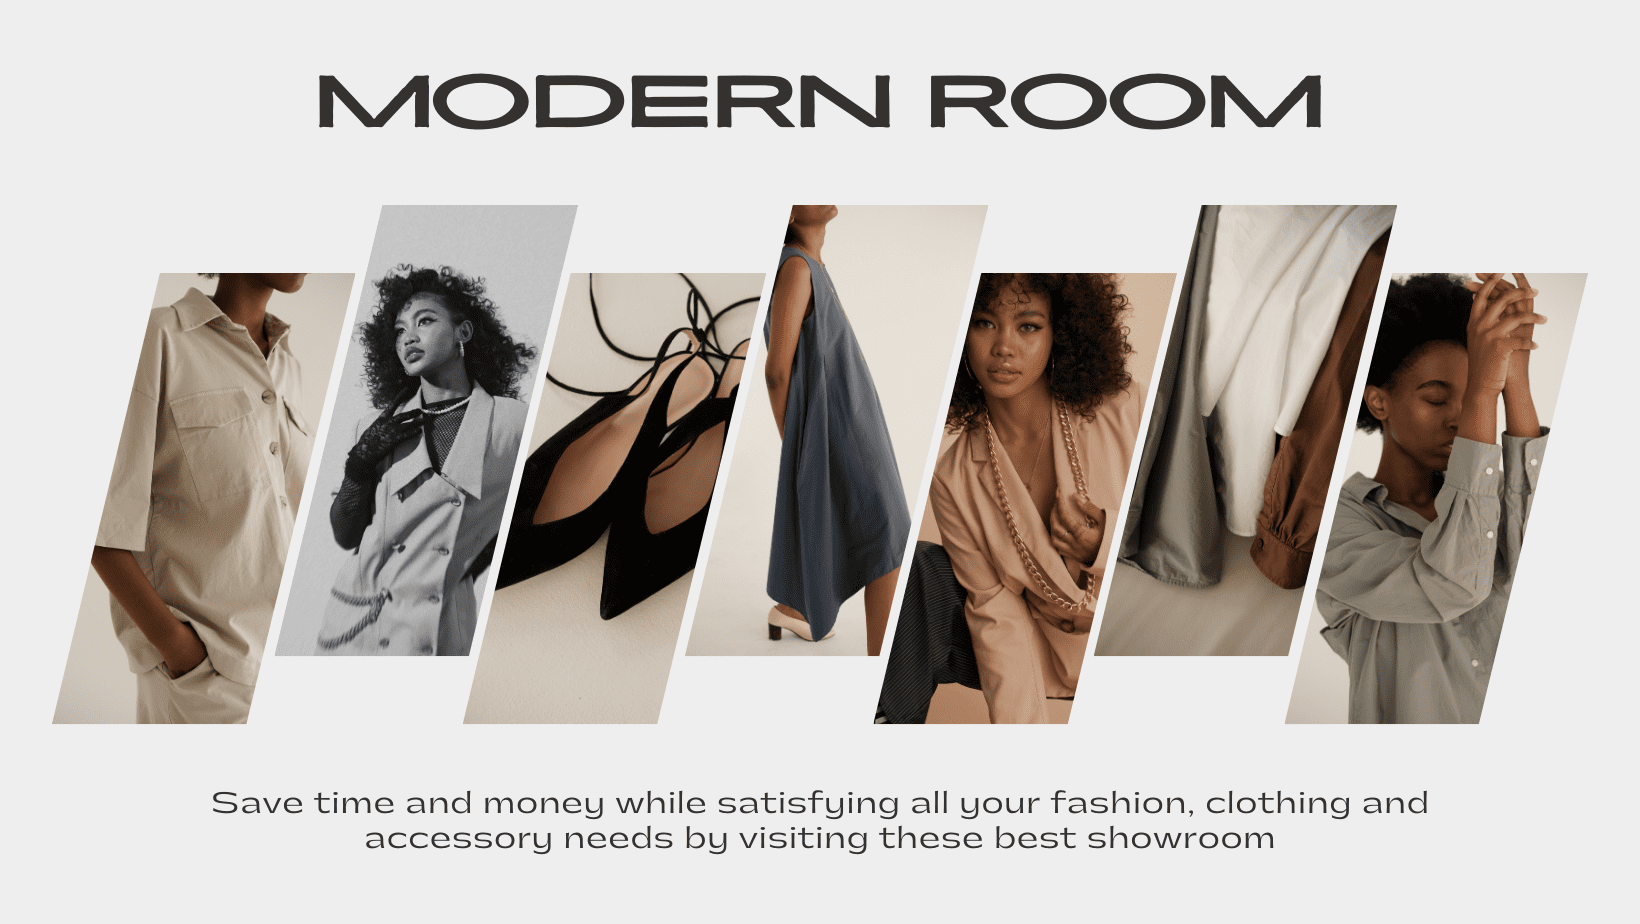 MODERN ROOM
Save time and money while satisfying all your fashion, clothing and
accessory needs by visiting these best showroom